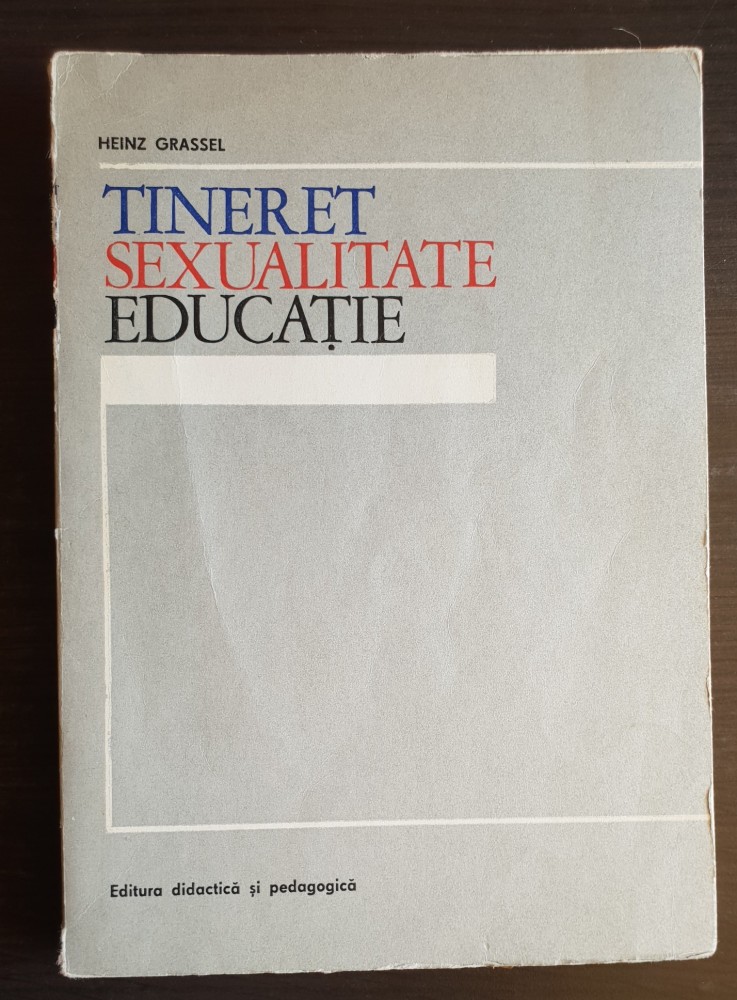 HEINZ GRASSEL
TINERET
SEXUALITATE
EDUCAȚIE
Editura didactică și pedagogică